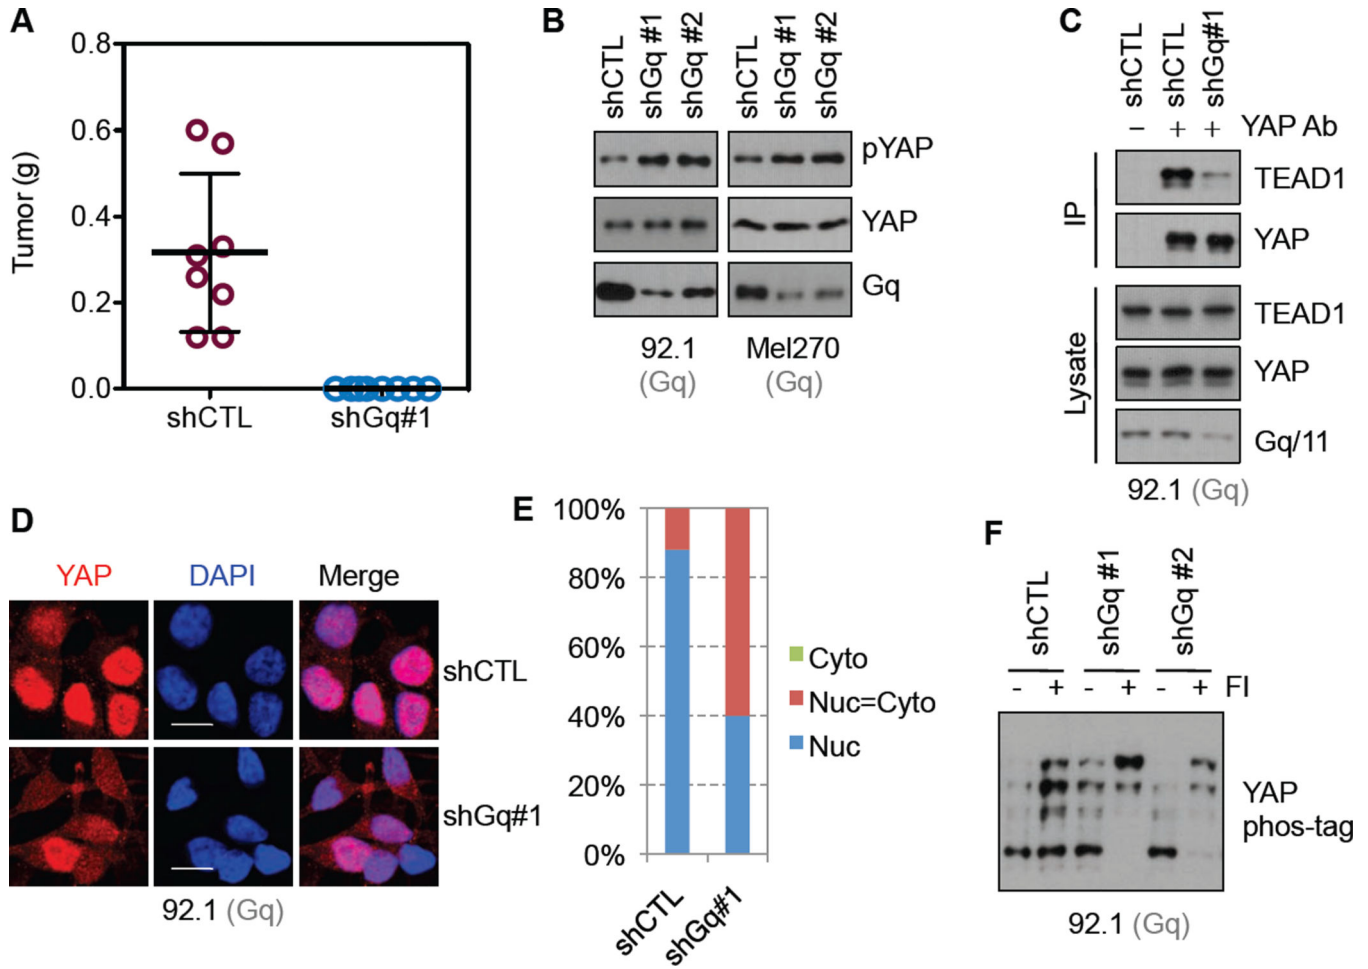 A
0.8
0.6
0.4
0.2
0.0
Tumor (g)
shCTL
shGq#1
B
shCTL
shGq #1
shGq #2
shCTL
shGq #1
shGq #2
pYAP
YAP
Gq
92.1
(Gq)
Mel270
(Gq)
C
shCTL
shCTL
shGq#1
− + + YAP Ab
IP
TEAD1
YAP
Lysate
TEAD1
YAP
Gq/11
92.1 (Gq)
D
YAP DAPI Merge
shCTL
shGq#1
92.1 (Gq)
E
100%
80%
60%
40%
20%
0%
shCTL
shGq#1
Cyto
Nuc=Cyto
Nuc
F
shCTL
shGq #1
shGq #2
- + - + - + FI
YAP
phos-tag
92.1 (Gq)